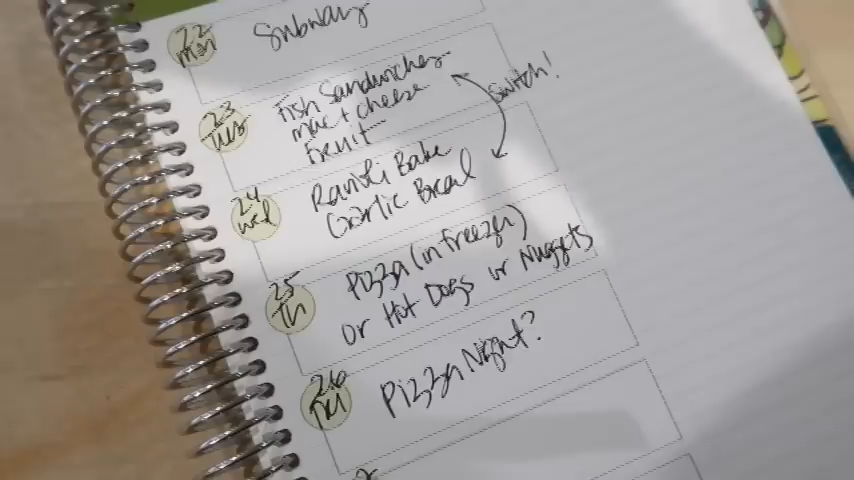 22 Mon Subway
23 Tues Fish Sandwiches
Mac + cheese
Fruit
Switch!
24 Wed Ravioli Bake
Garlic Bread
25 Th Pizza (in freezer)
or Hot Dogs or Nuggets
26 Fri Pizza Night?